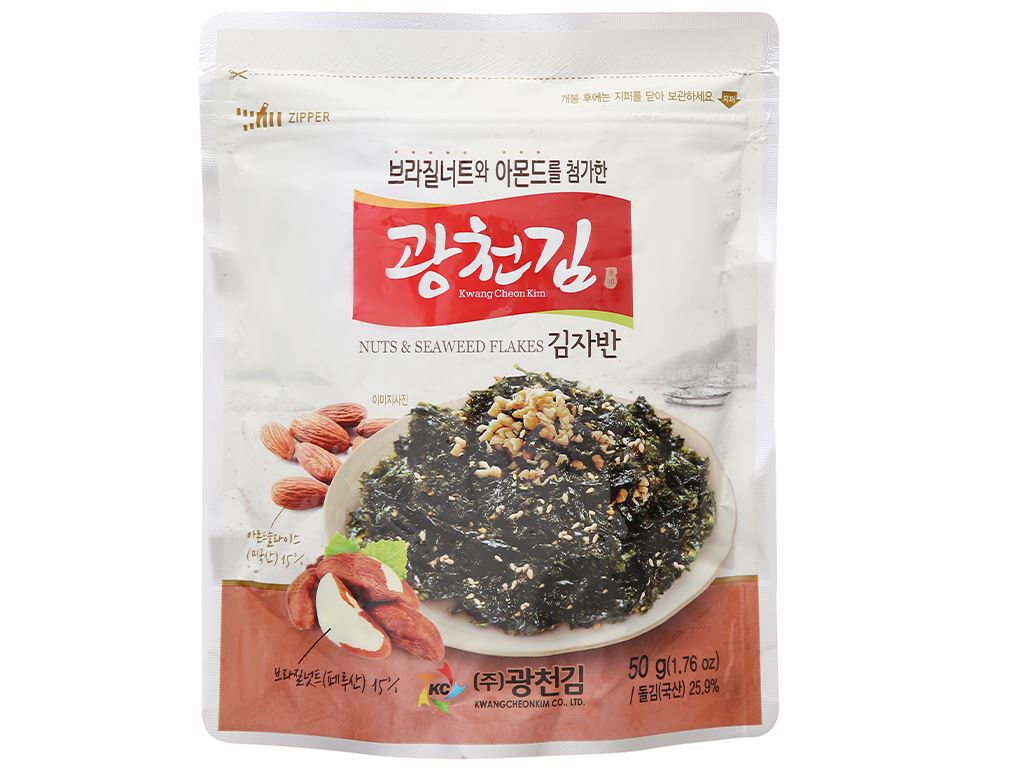 개봉 후에는 지퍼를 닫아 보관하세요. 지퍼
ZIPPER
브라질너트와 아몬드를 첨가한
광천김
Kwang Cheon Kim
NUTS & SEAWEED FLAKES 김자반
이미지사진
아몬드슬라이스
(미국산) 15%
브라질넛트(페루산) 15%
KC (주)광천김
KWANGCHEONKIM CO., LTD.
50 g(1.76 oz)
/ 돌김(국산) 25.9%